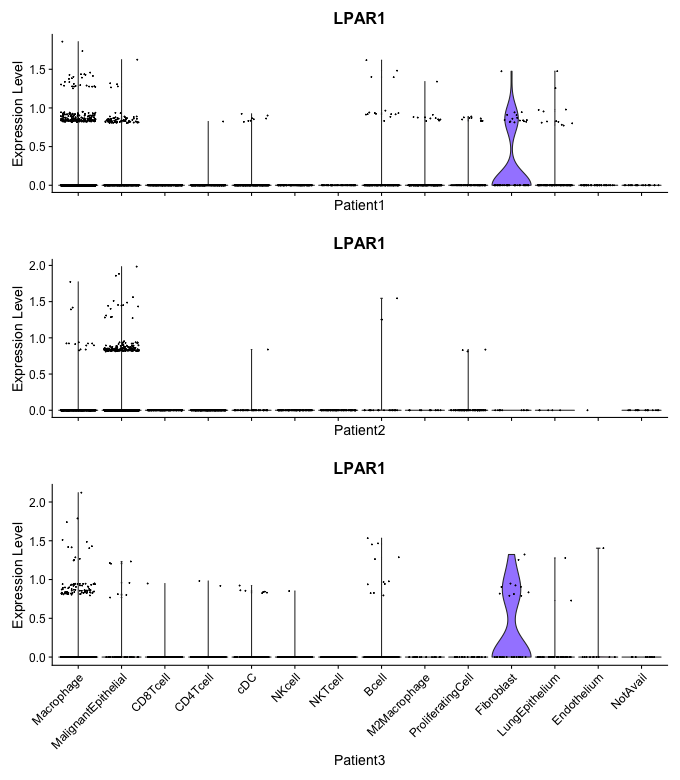 LPAR1
Expression Level
1.5
1.0
0.5
0.0
Patient1
LPAR1
Expression Level
2.0
1.5
1.0
0.5
0.0
Patient2
LPAR1
Expression Level
2.0
1.5
1.0
0.5
0.0
Macrophage
MalignantEpithelial
CD8Tcell
CD4Tcell
cDC
NKcell
NKTcell
Bcell
M2Macrophage
ProliferatingCell
Fibroblast
LungEpithelium
Endothelium
NotAvail
Patient3